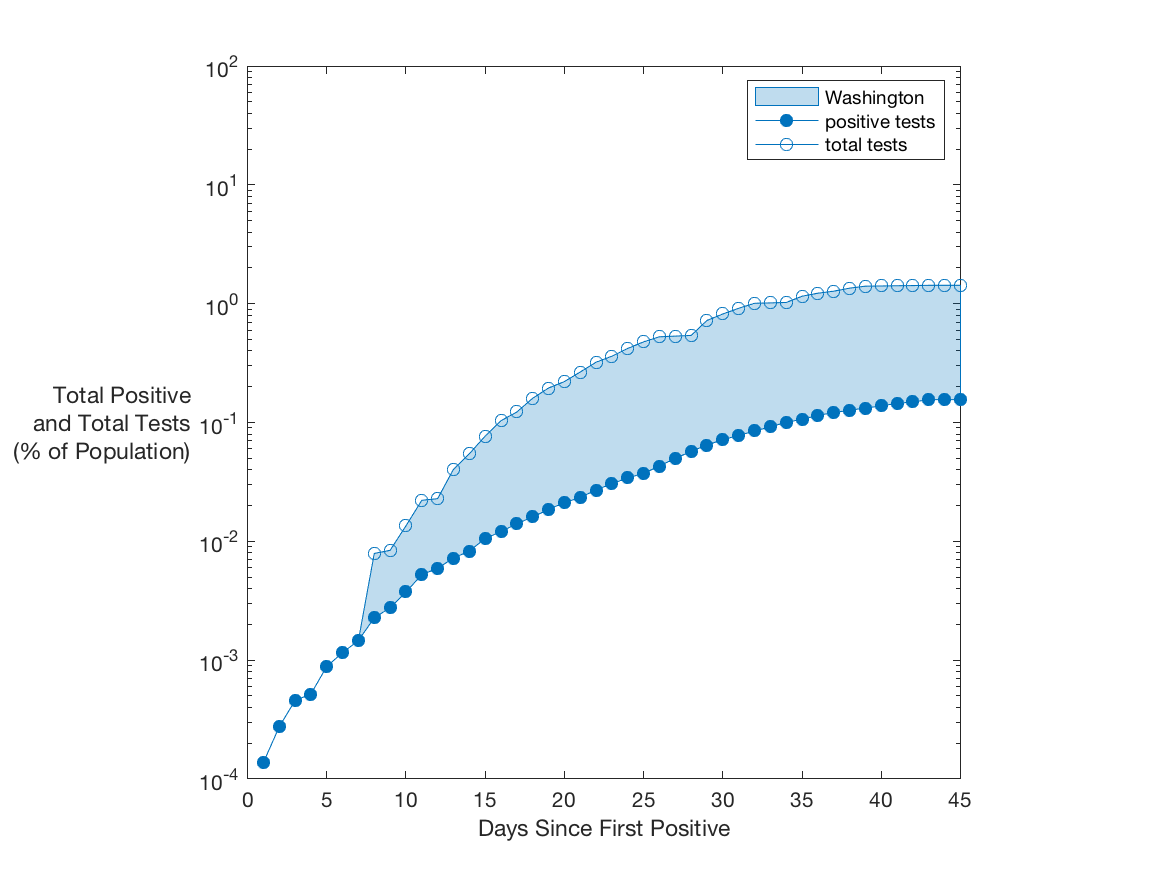 10^2
10^1
10^0
10^-1
10^-2
10^-3
10^-4
Total Positive
and Total Tests
(% of Population)
Washington
positive tests
total tests
0 5 10 15 20 25 30 35 40 45
Days Since First Positive